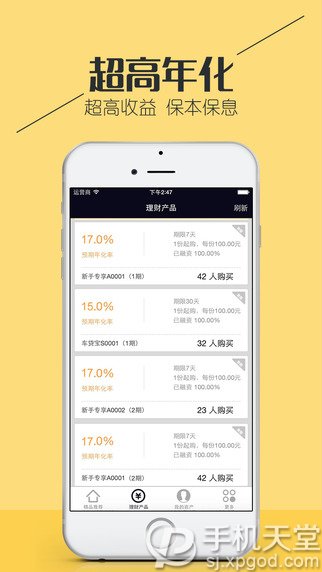 超高年化
超高收益 保本保息
运营商 下午2:47
理财产品 刷新
17.0%
预期年化率
期限7天
1份起购，每份100.00元
已融资 100.00%
新手专享A0001（1期） 42 人购买
15.0%
预期年化率
期限30天
1份起购，每份100.00元
已融资 100.00%
车贷宝S0001（1期） 32 人购买
17.0%
预期年化率
期限7天
1份起购，每份100.00元
已融资 100.00%
新手专享A0002（2期） 23 人购买
17.0%
预期年化率
期限7天
1份起购，每份100.00元
已融资 100.00%
新手专享A0001（2期） 42 人购买
精品推荐 理财产品 我的资产 更多
手机天堂
sj.xpgod.com